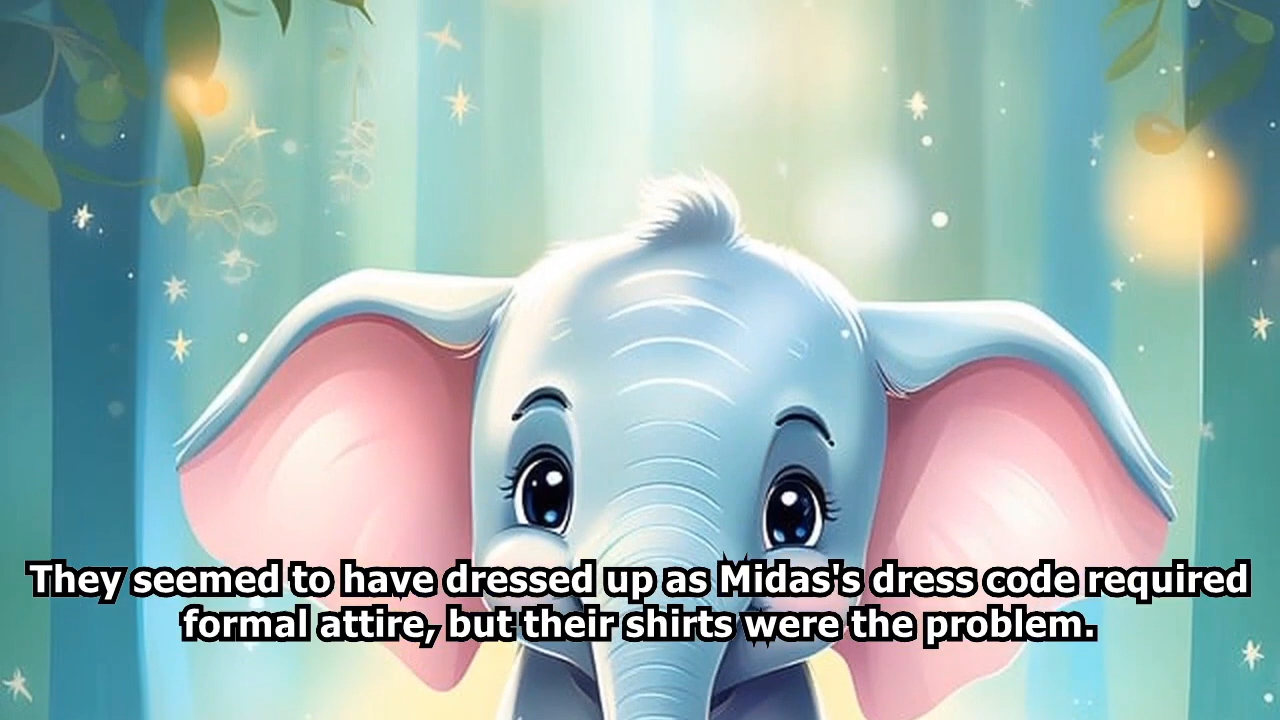 They seemed to have dressed up as Midas's dress code required
formal attire, but their shirts were the problem.